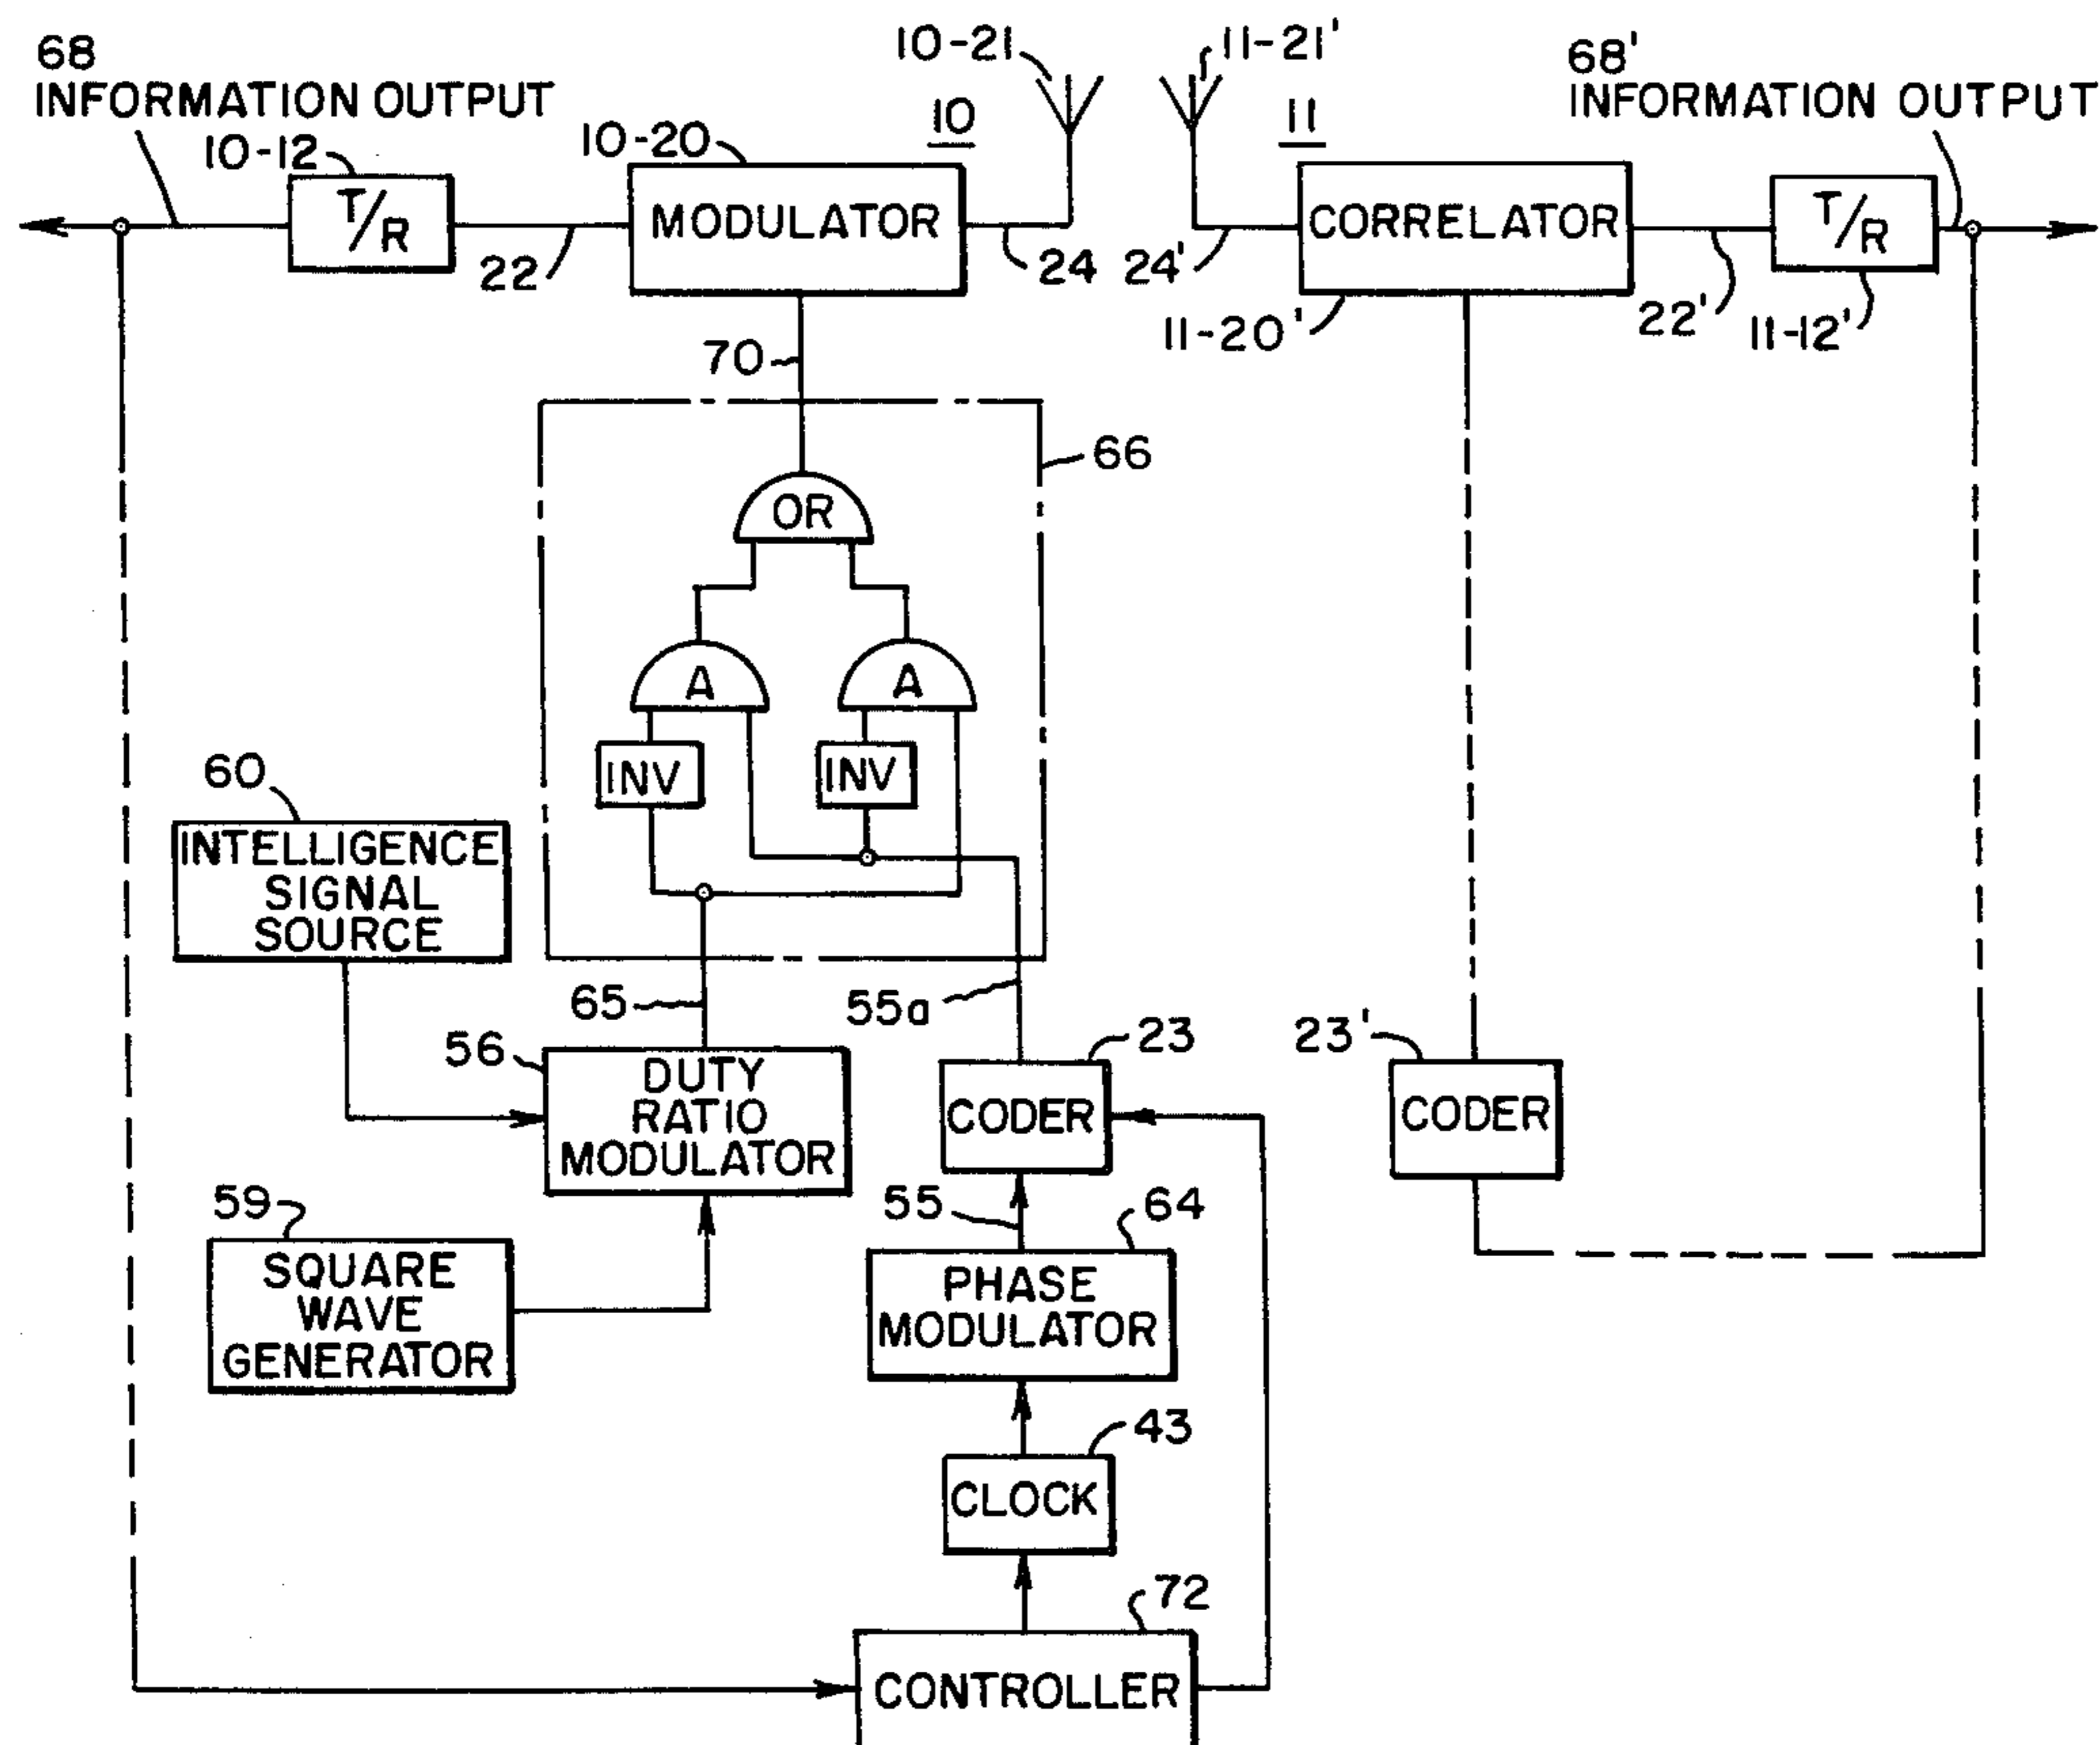 68
INFORMATION OUTPUT
10-12
T/R
22
10-20
MODULATOR
10
10-21
24
11-21'
11
24'
CORRELATOR
11-20'
22'
T/R
11-12'
68'
INFORMATION OUTPUT
70
66
OR
A
A
INV
INV
60
INTELLIGENCE
SIGNAL
SOURCE
65
55a
56
DUTY
RATIO
MODULATOR
23
CODER
23'
CODER
59
SQUARE
WAVE
GENERATOR
55
64
PHASE
MODULATOR
43
CLOCK
72
CONTROLLER